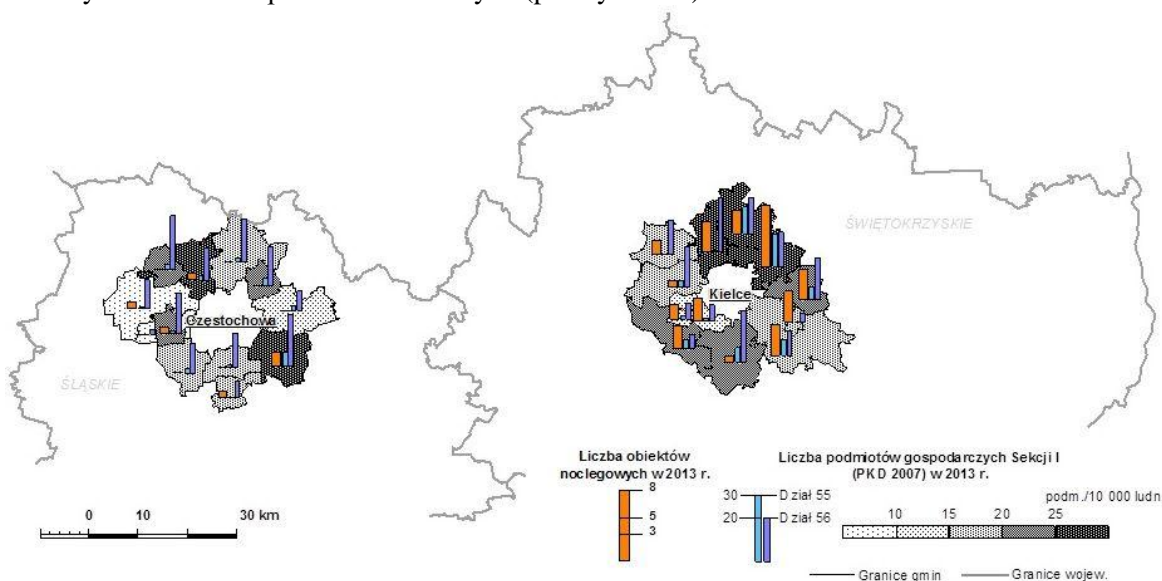 ŚWIĘTOKRZYSKIE
Kielce
Częstochowa
ŚLĄSKIE
Liczba obiektów
noclegowych w 2013 r.
8
5
3
Liczba podmiotów gospodarczych Sekcji I
(PKD 2007) w 2013 r.
30 Dział 55
20 Dział 56
podm./10 000 ludn
10 15 20 25
0 10 30 km
Granice gmin Granice wojew.